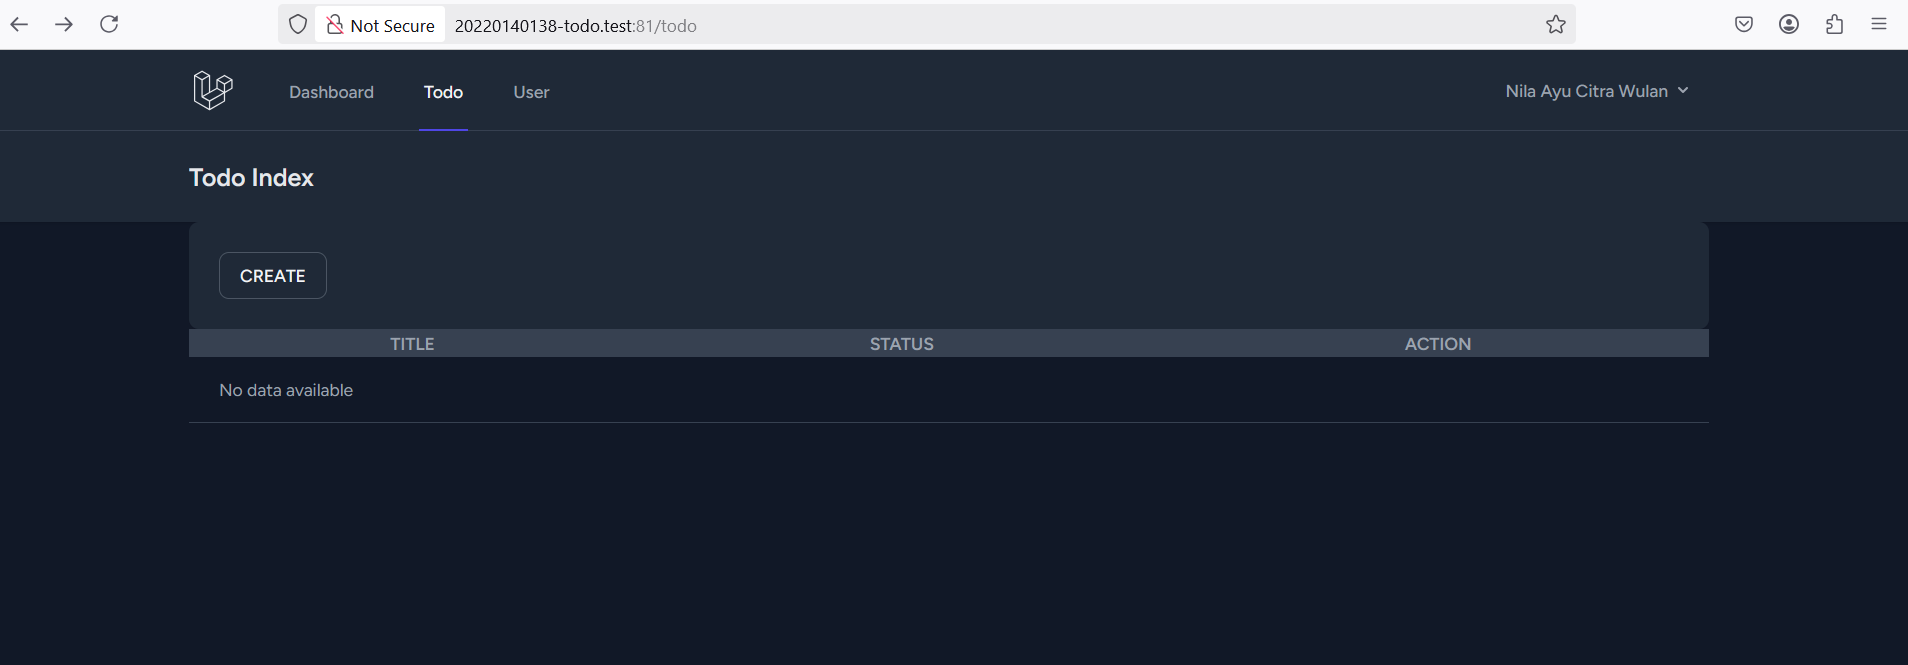 Not Secure 20220140138-todo.test:81/todo
Dashboard Todo User Nila Ayu Citra Wulan
Todo Index
CREATE
TITLE STATUS ACTION
No data available